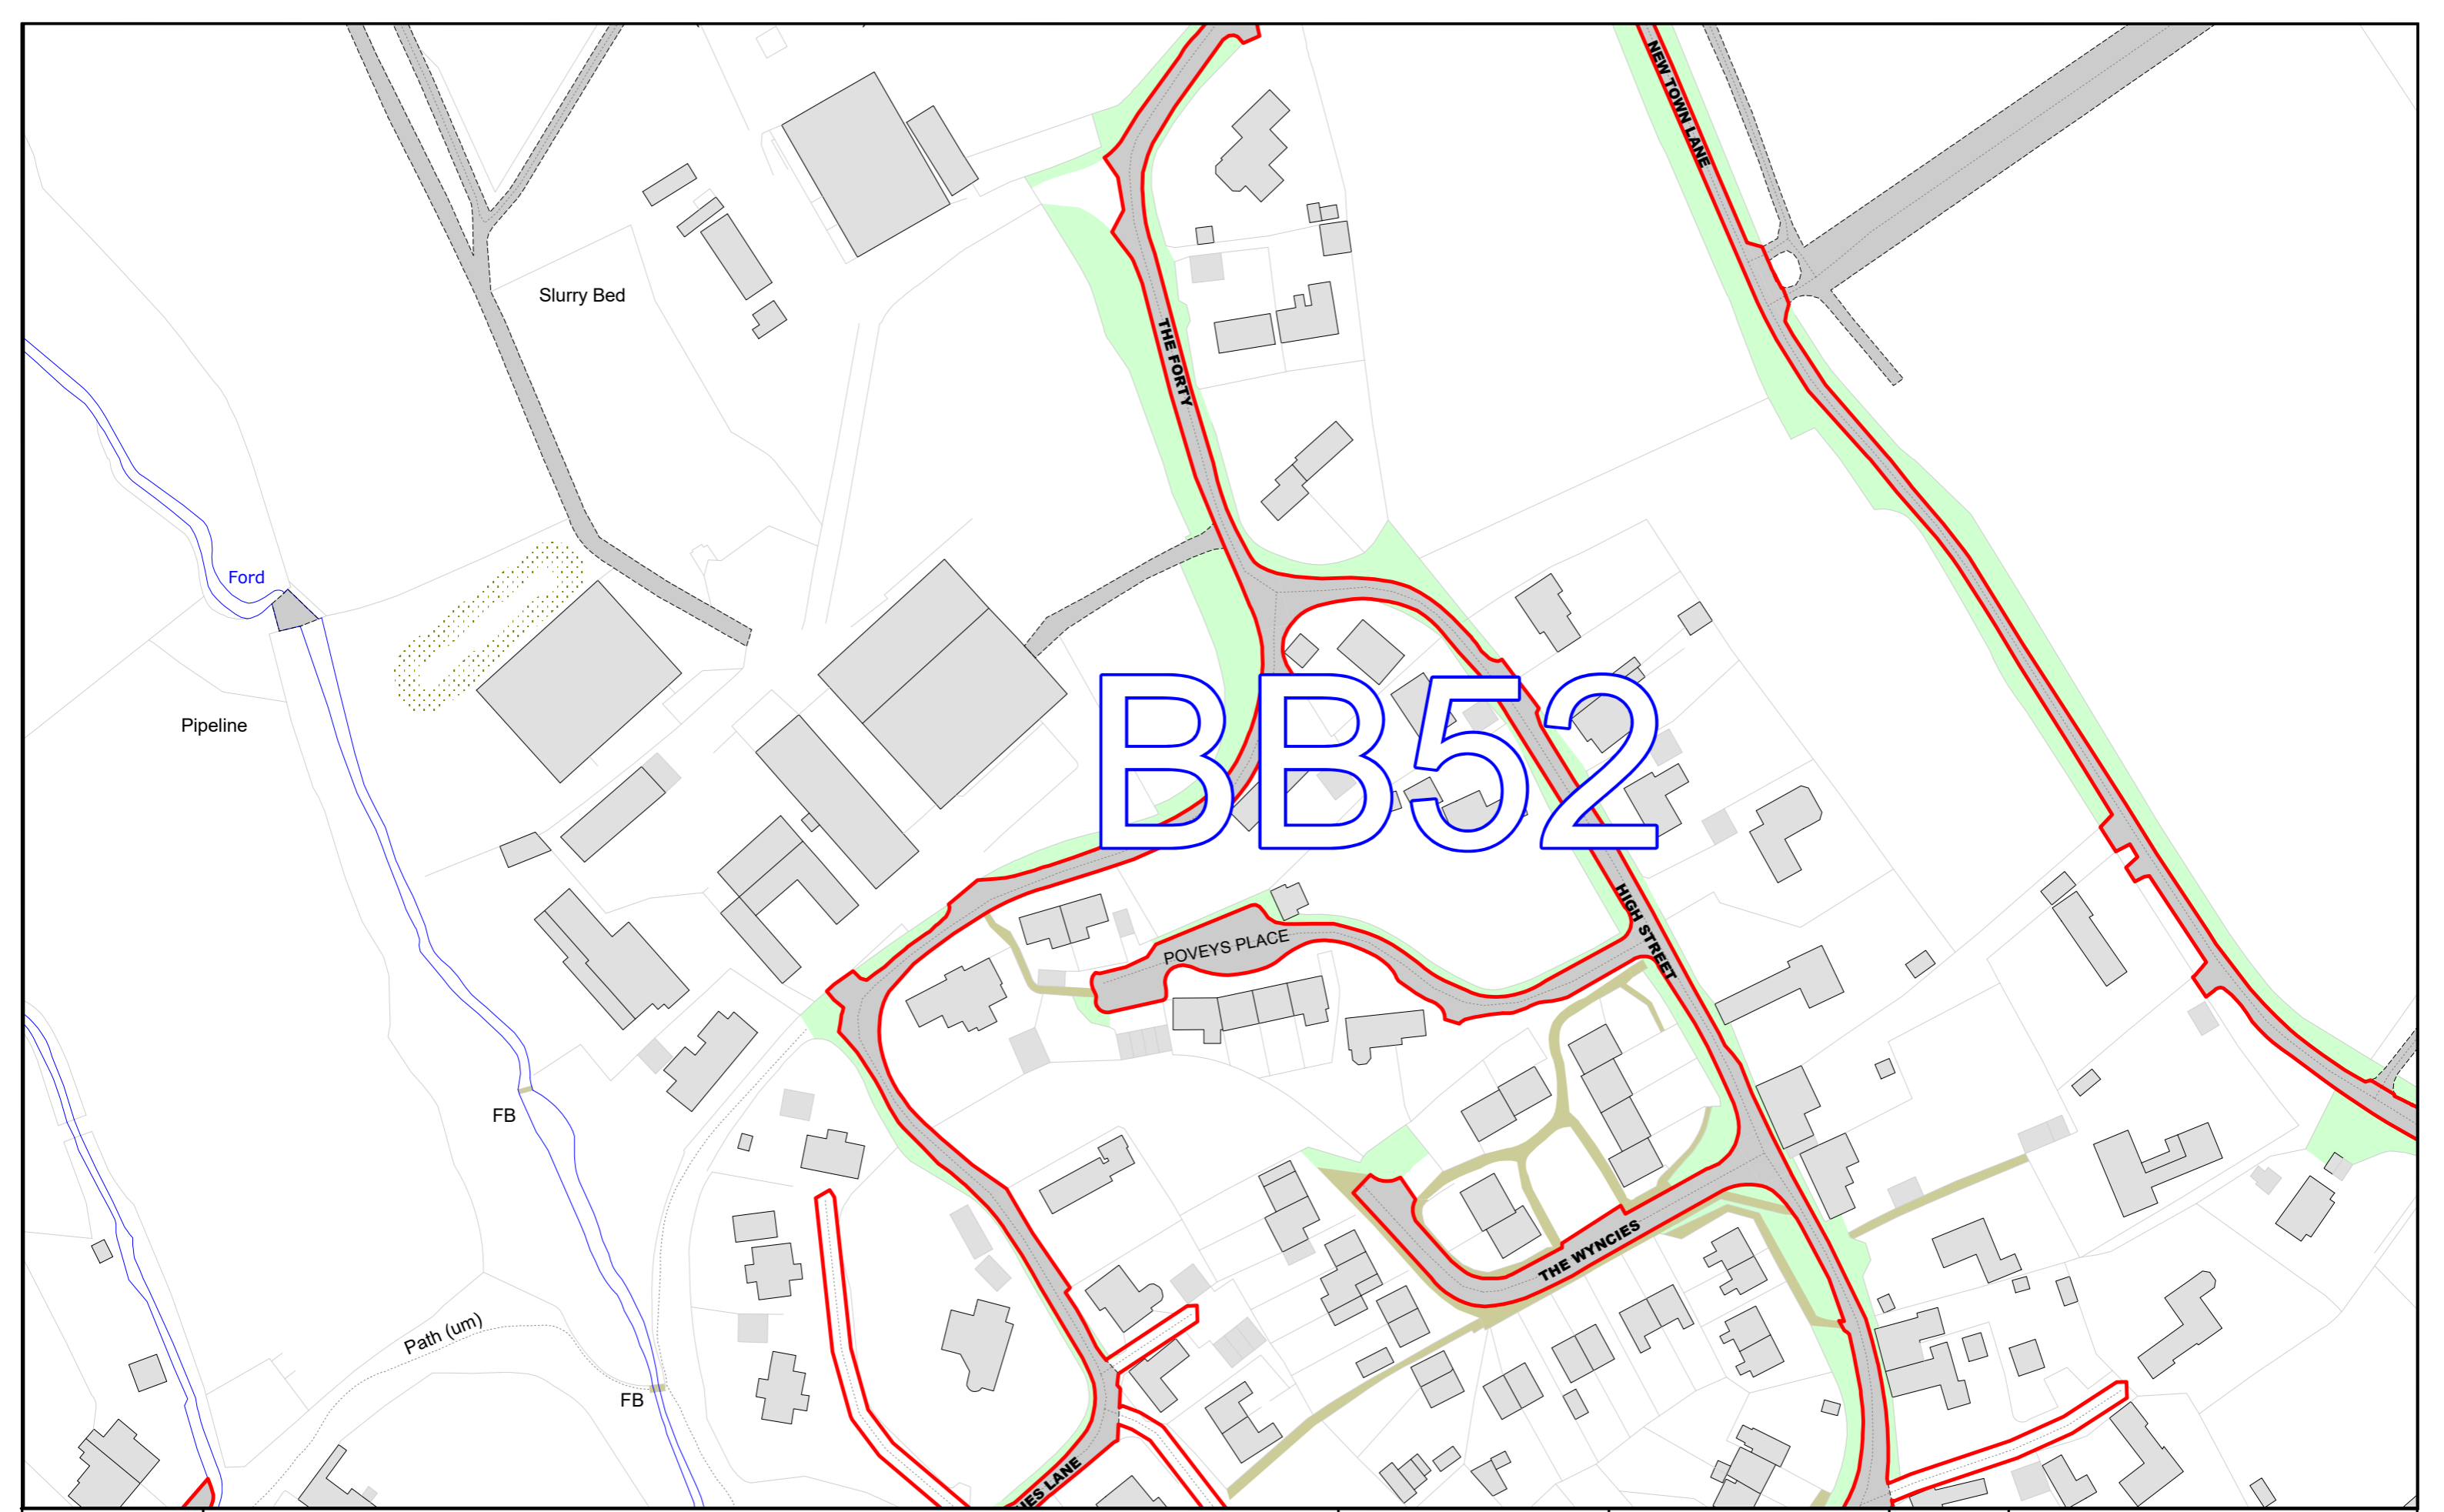 NEW TOWN LANE
Slurry Bed
THE FORTY
Ford
Pipeline
BB52
HIGH STREET
POVEYS PLACE
FB
THE WYNCIES
Path (um)
FB
LANE